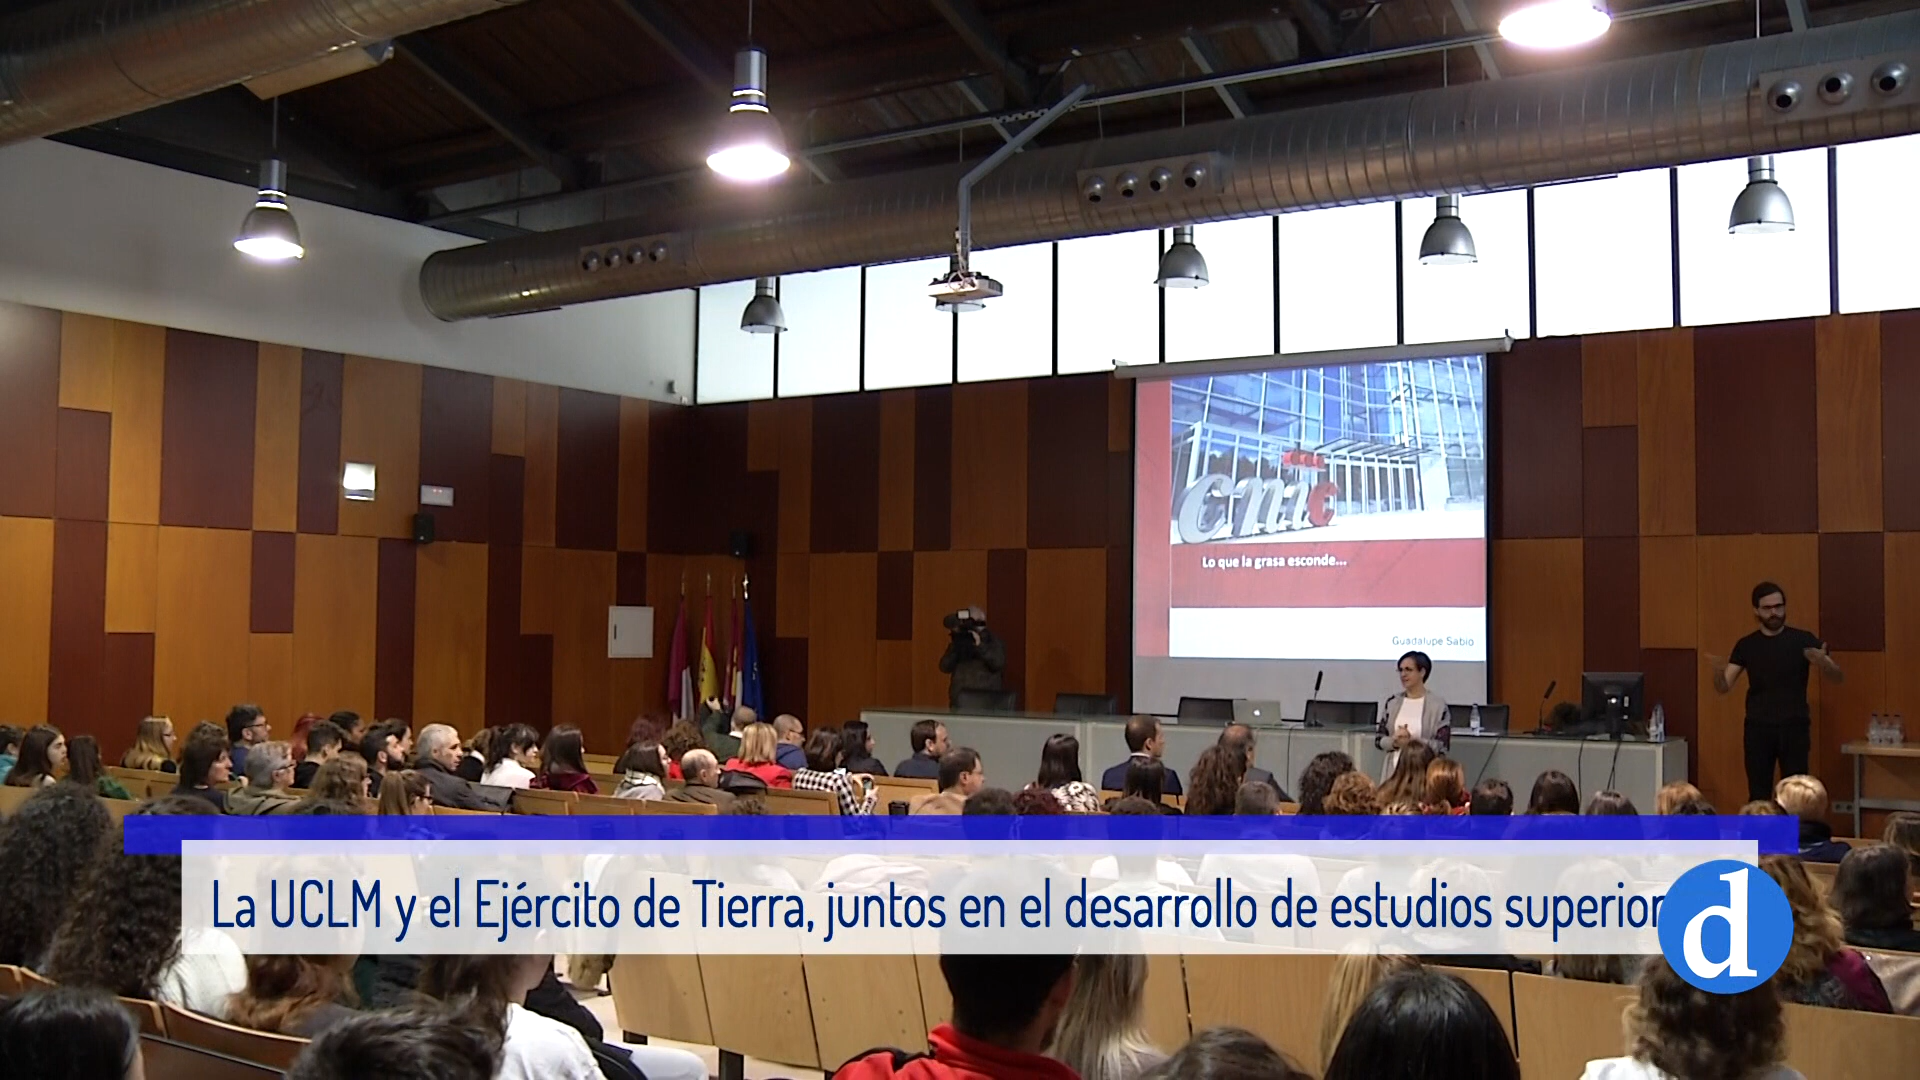 cnic
Lo que la grasa esconde...
Guadalupe Sabio
La UCLM y el Ejército de Tierra, juntos en el desarrollo de estudios superior
d